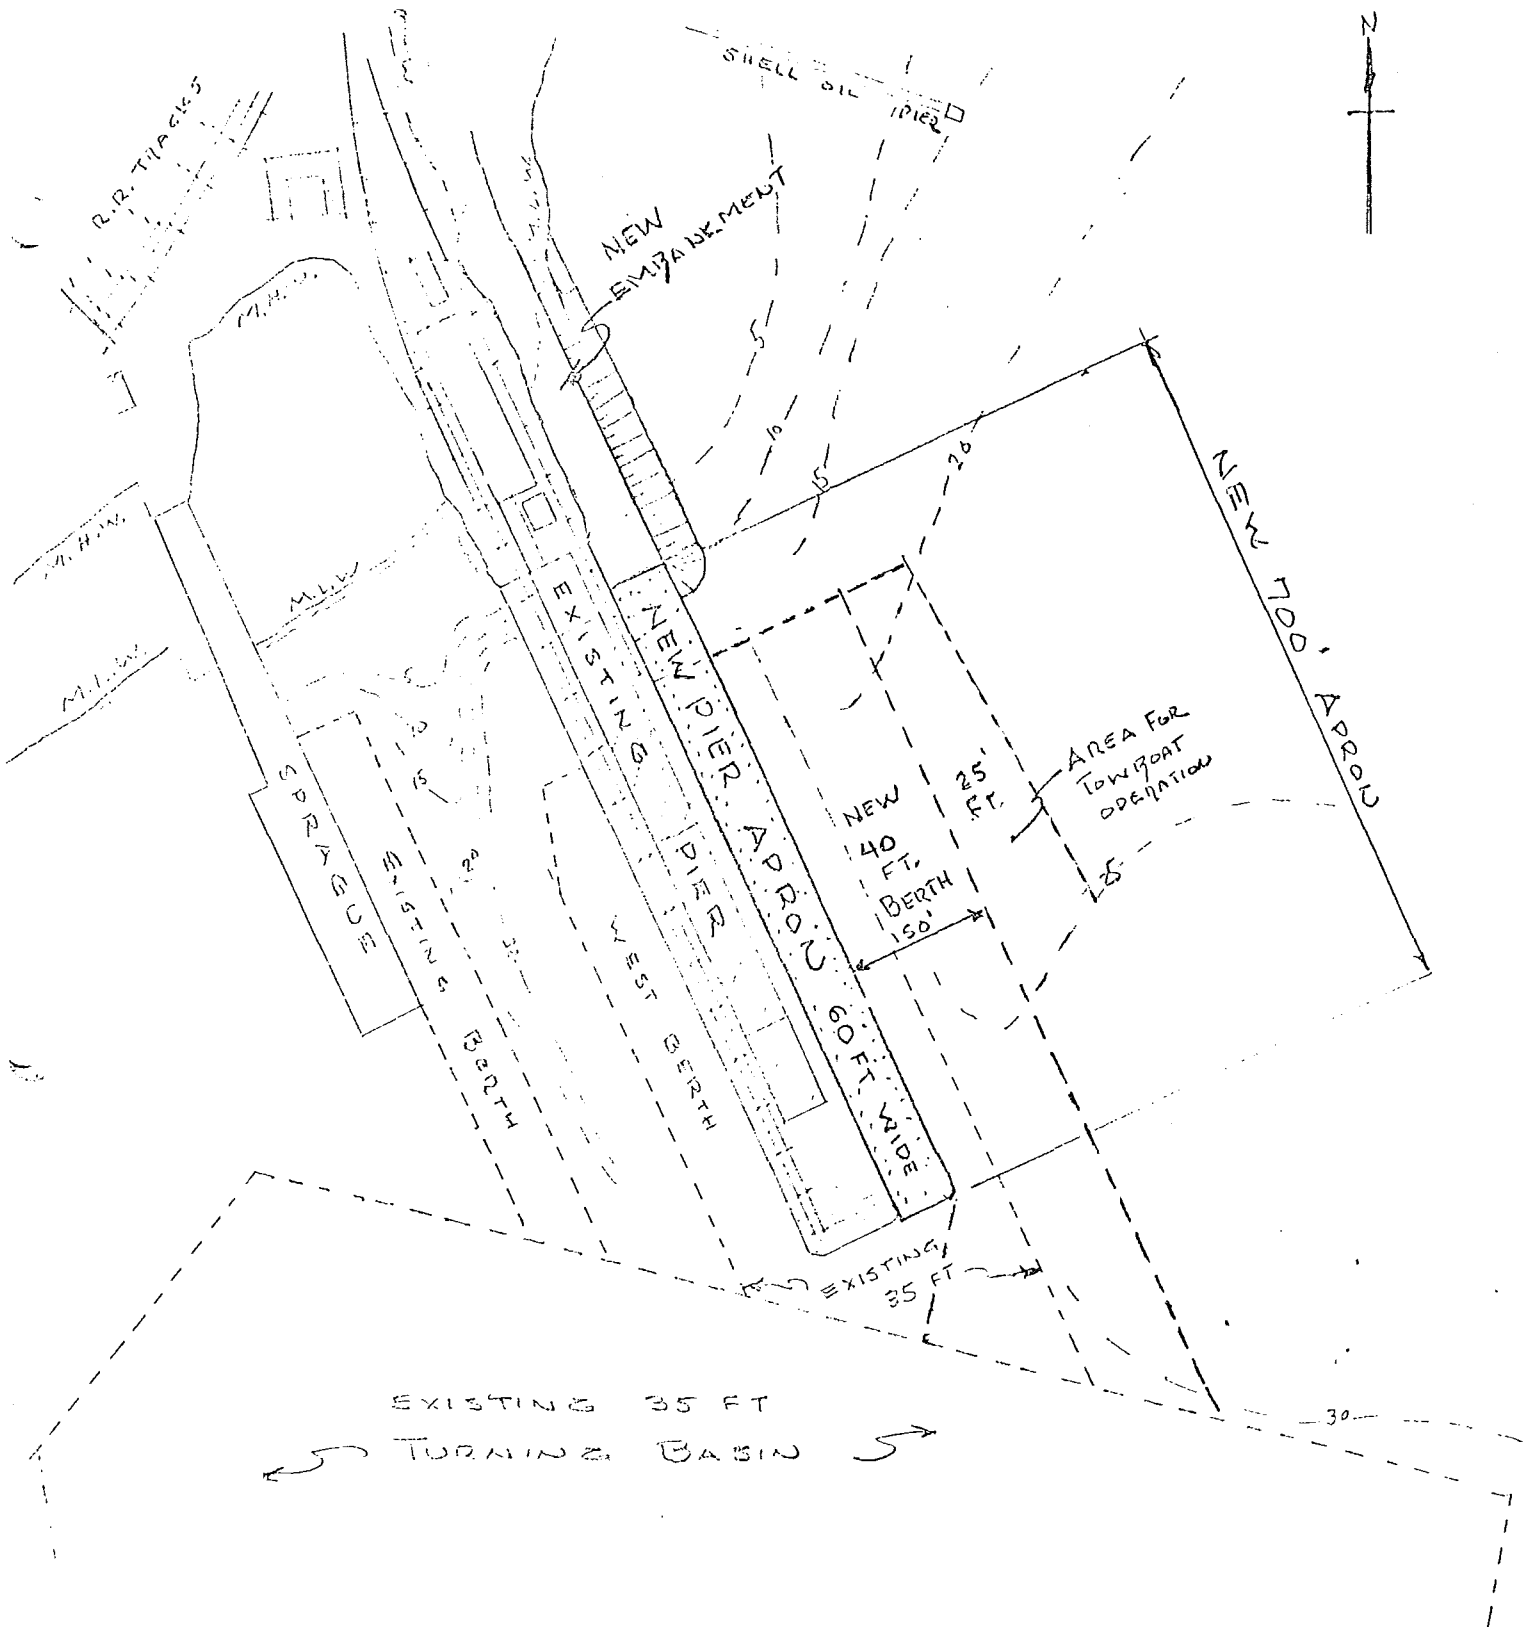 N
SHELL OIL
PIER
R.R. TRACKS
M.L.W.
NEW
EMBANKMENT
M.H.W.
5
10
15
20
NEW 700' APRON
M.H.W.
M.L.W
M.L.W.
5
10
15
20
EXISTING
PIER
NEW PIER APRON 60 FT. WIDE
SPRAGUE
EXISTING BERTH
WEST BERTH
NEW
40
FT.
BERTH
150'
25'
FT.
AREA FOR
TOWBOAT
OPERATION
25
EXISTING
35 FT
EXISTING 35 FT
TURNING BASIN
30